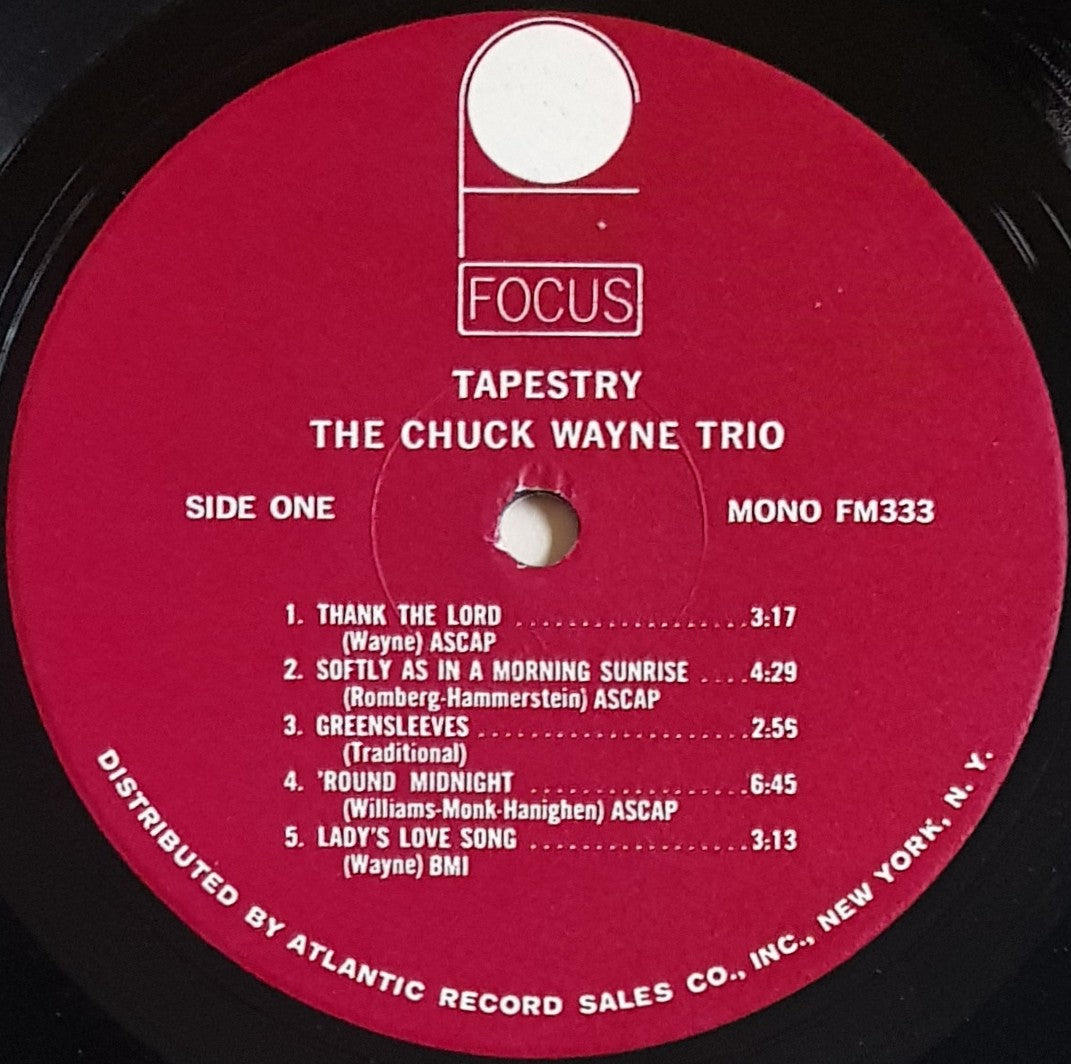 FOCUS
TAPESTRY
THE CHUCK WAYNE TRIO
SIDE ONE
MONO FM333
1. THANK THE LORD ..................3:17
(Wayne) ASCAP
2. SOFTLY AS IN A MORNING SUNRISE ....4:29
(Romberg-Hammerstein) ASCAP
3. GREENSLEEVES .....................2:56
(Traditional)
4. 'ROUND MIDNIGHT .................6:45
(Williams-Monk-Hanighen) ASCAP
5. LADY'S LOVE SONG .................3:13
(Wayne) BMI
DISTRIBUTED BY ATLANTIC RECORD SALES CO., INC., NEW YORK, N. Y.